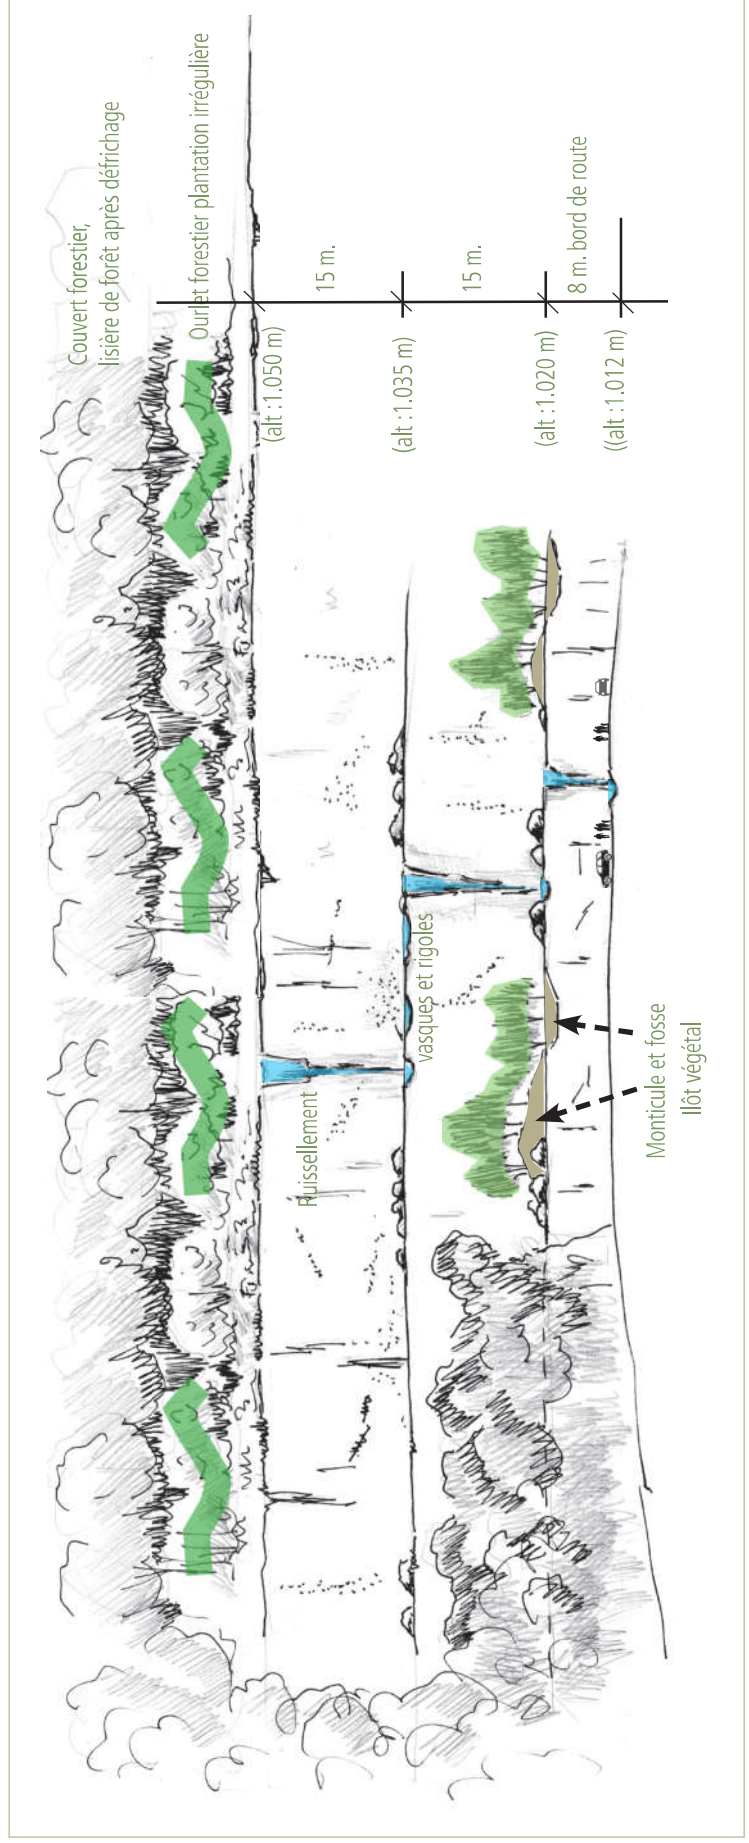 Couvert forestier,
lisière de forêt après défrichage
Ourlet forestier plantation irrégulière
15 m.
15 m.
8 m. bord de route
(alt :1.050 m)
(alt :1.035 m)
(alt :1.020 m)
((alt :1.012 m)
Ruissellement
vasques et rigoles
Monticule et fosse
Ilôt végétal